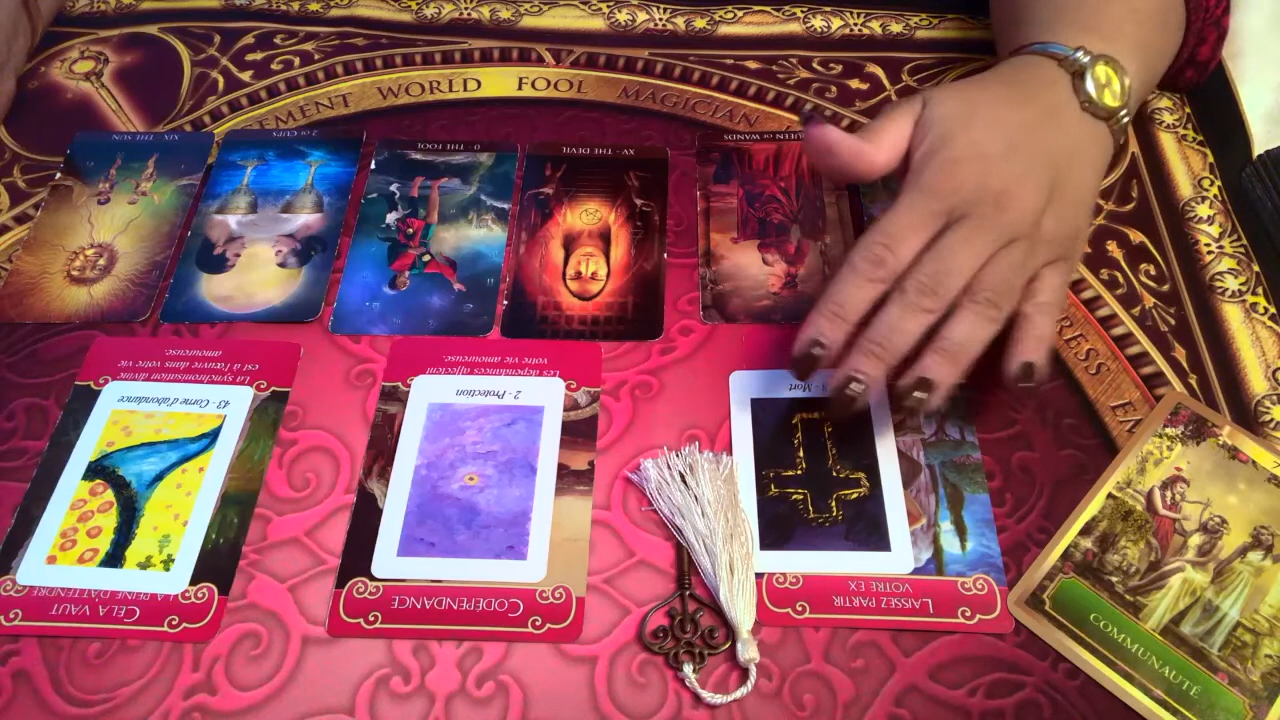 EMENT WORLD FOOL MAGICIAN
XIX - THE SUN
2 OF CUPS
0 - THE FOOL
XV - THE DEVIL
QUEEN OF WANDS
RESS
EM
La synchronisation divine
est à l'œuvre dans votre vie
amoureuse.
43 - Corne d'abondance
CELA VAUT
LA PEINE D'ATTENDRE
Les dépendances affectent
votre vie amoureuse.
2 - Protection
CODÉPENDANCE
Mort
LAISSEZ PARTIR
VOTRE EX
COMMUNAUTÉ